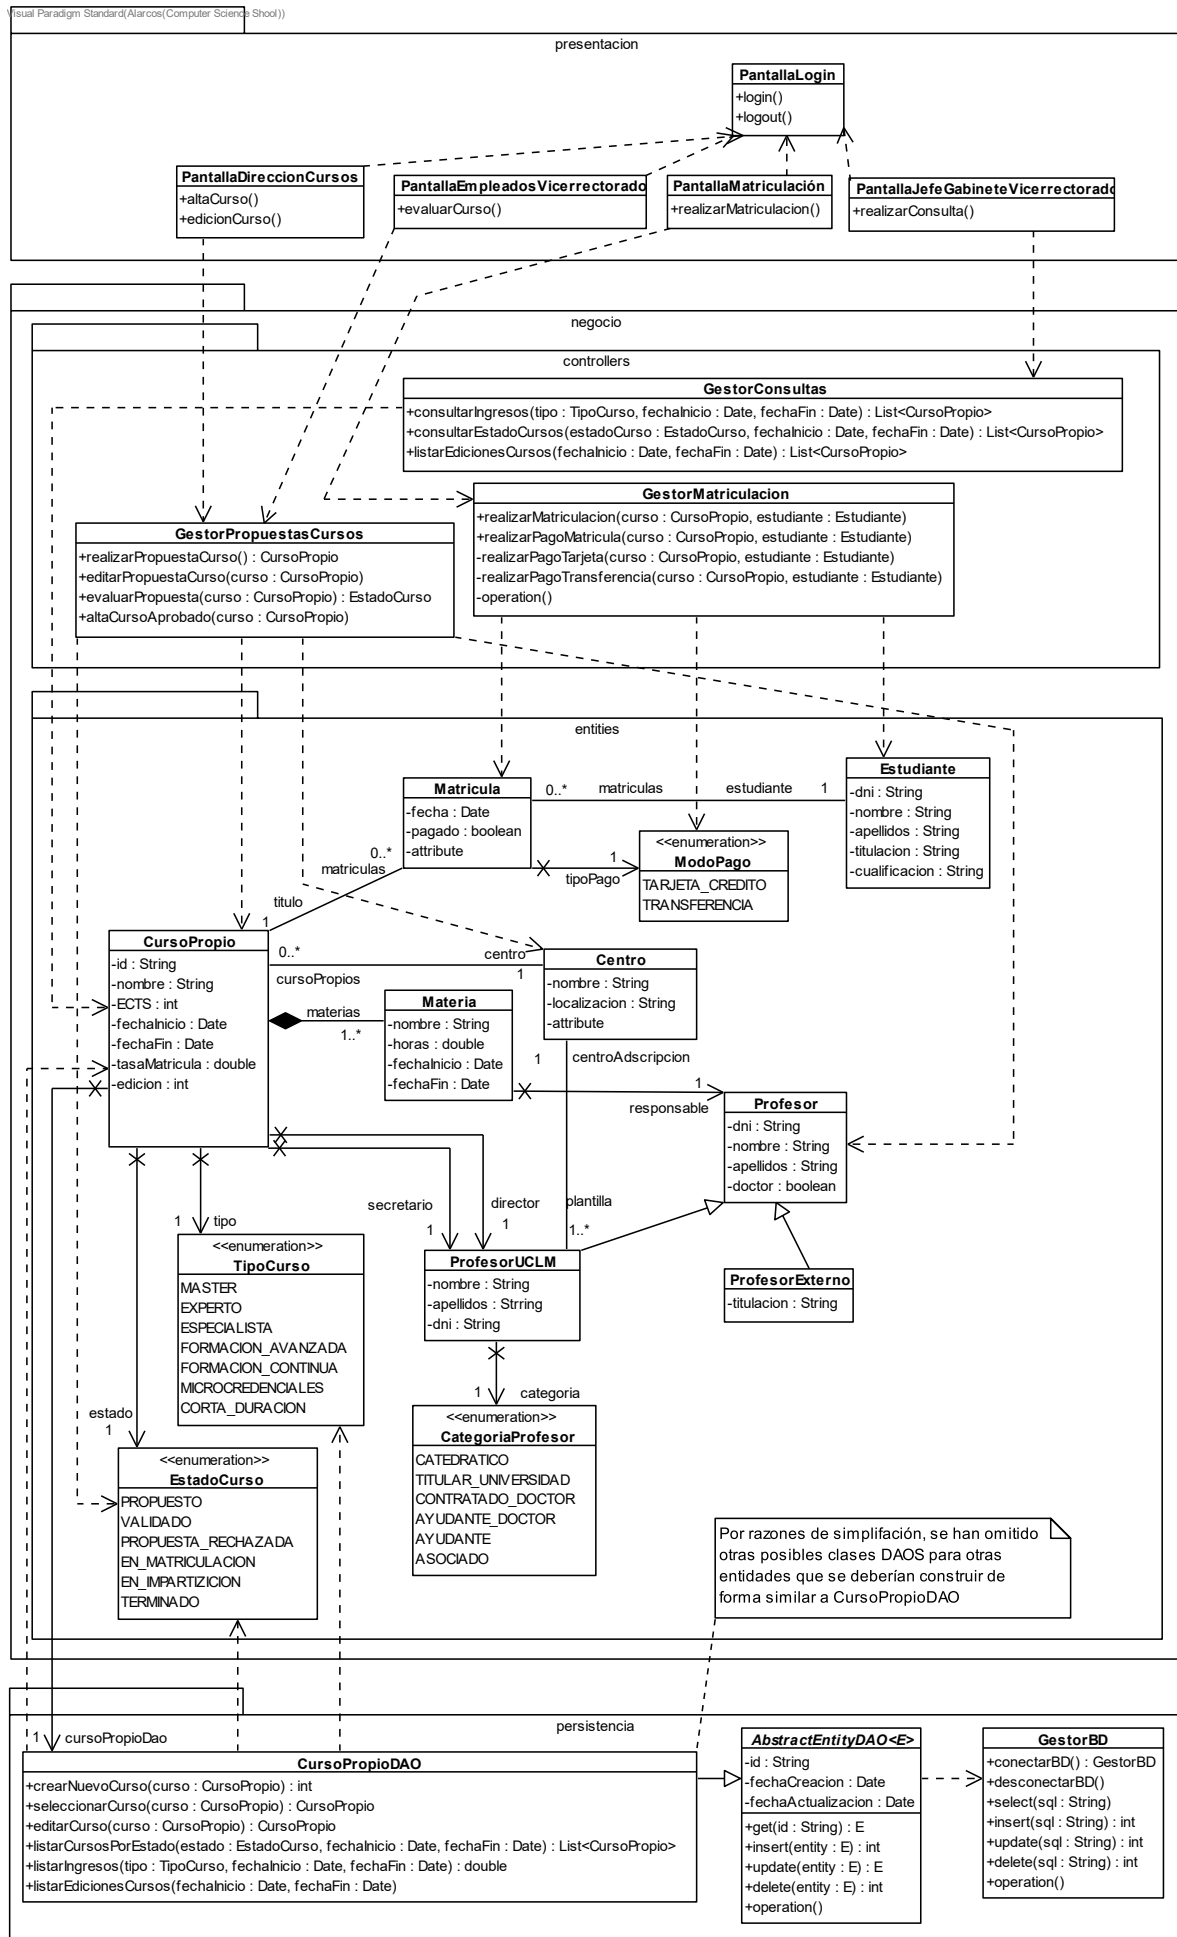 Visual Paradigm Standard(Alarcos(Computer Science Shool))
presentacion
PantallaLogin
+login()
+logout()
PantallaDireccionCursos
+altaCurso()
+edicionCurso()
PantallaEmpleadosVicerrectorado
+evaluarCurso()
PantallaMatriculación
+realizarMatriculacion()
PantallaJefeGabineteVicerrectorado
+realizarConsulta()
negocio
controllers
GestorConsultas
+consultarIngresos(tipo : TipoCurso, fechaInicio : Date, fechaFin : Date) : List<CursoPropio>
+consultarEstadoCursos(estadoCurso : EstadoCurso, fechaInicio : Date, fechaFin : Date) : List<CursoPropio>
+listarEdicionesCursos(fechaInicio : Date, fechaFin : Date) : List<CursoPropio>
GestorMatriculacion
+realizarMatriculacion(curso : CursoPropio, estudiante : Estudiante)
+realizarPagoMatricula(curso : CursoPropio, estudiante : Estudiante)
-realizarPagoTarjeta(curso : CursoPropio, estudiante : Estudiante)
-realizarPagoTransferencia(curso : CursoPropio, estudiante : Estudiante)
-operation()
GestorPropuestasCursos
+realizarPropuestaCurso() : CursoPropio
+editarPropuestaCurso(curso : CursoPropio)
+evaluarPropuesta(curso : CursoPropio) : EstadoCurso
+altaCursoAprobado(curso : CursoPropio)
entities
Matricula
-fecha : Date
-pagado : boolean
-attribute
0..*
matriculas
estudiante
1
Estudiante
-dni : String
-nombre : String
-apellidos : String
-titulacion : String
-cualificacion : String
<<enumeration>>
ModoPago
TARJETA_CREDITO
TRANSFERENCIA
1
tipoPago
0..*
matriculas
titulo
1
CursoPropio
-id : String
-nombre : String
-ECTS : int
-fechaInicio : Date
-fechaFin : Date
-tasaMatricula : double
-edicion : int
0..*
cursoPropios
centro
1
Centro
-nombre : String
-localizacion : String
-attribute
materias
1..*
Materia
-nombre : String
-horas : double
-fechaInicio : Date
-fechaFin : Date
1
centroAdscripcion
1
responsable
Profesor
-dni : String
-nombre : String
-apellidos : String
-doctor : boolean
secretario
1
director
1
plantilla
1..*
1
tipo
<<enumeration>>
TipoCurso
MASTER
EXPERTO
ESPECIALISTA
FORMACION_AVANZADA
FORMACION_CONTINUA
MICROCREDENCIALES
CORTA_DURACION
ProfesorUCLM
-nombre : String
-apellidos : Strring
-dni : String
ProfesorExterno
-titulacion : String
1
categoria
<<enumeration>>
CategoriaProfesor
CATEDRATICO
TITULAR_UNIVERSIDAD
CONTRATADO_DOCTOR
AYUDANTE_DOCTOR
AYUDANTE
ASOCIADO
estado
1
<<enumeration>>
EstadoCurso
PROPUESTO
VALIDADO
PROPUESTA_RECHAZADA
EN_MATRICULACION
EN_IMPARTIZICION
TERMINADO
Por razones de simplifación, se han omitido
otras posibles clases DAOS para otras
entidades que se deberían construir de
forma similar a CursoPropioDAO
persistencia
1
cursoPropioDao
CursoPropioDAO
+crearNuevoCurso(curso : CursoPropio) : int
+seleccionarCurso(curso : CursoPropio) : CursoPropio
+editarCurso(curso : CursoPropio) : CursoPropio
+listarCursosPorEstado(estado : EstadoCurso, fechaInicio : Date, fechaFin : Date) : List<CursoPropio>
+listarIngresos(tipo : TipoCurso, fechaInicio : Date, fechaFin : Date) : double
+listarEdicionesCursos(fechaInicio : Date, fechaFin : Date)
AbstractEntityDAO<E>
-id : String
-fechaCreacion : Date
-fechaActualizacion : Date
+get(id : String) : E
+insert(entity : E) : int
+update(entity : E) : E
+delete(entity : E) : int
+operation()
GestorBD
+conectarBD() : GestorBD
+desconectarBD()
+select(sql : String)
+insert(sql : String) : int
+update(sql : String) : int
+delete(sql : String) : int
+operation()